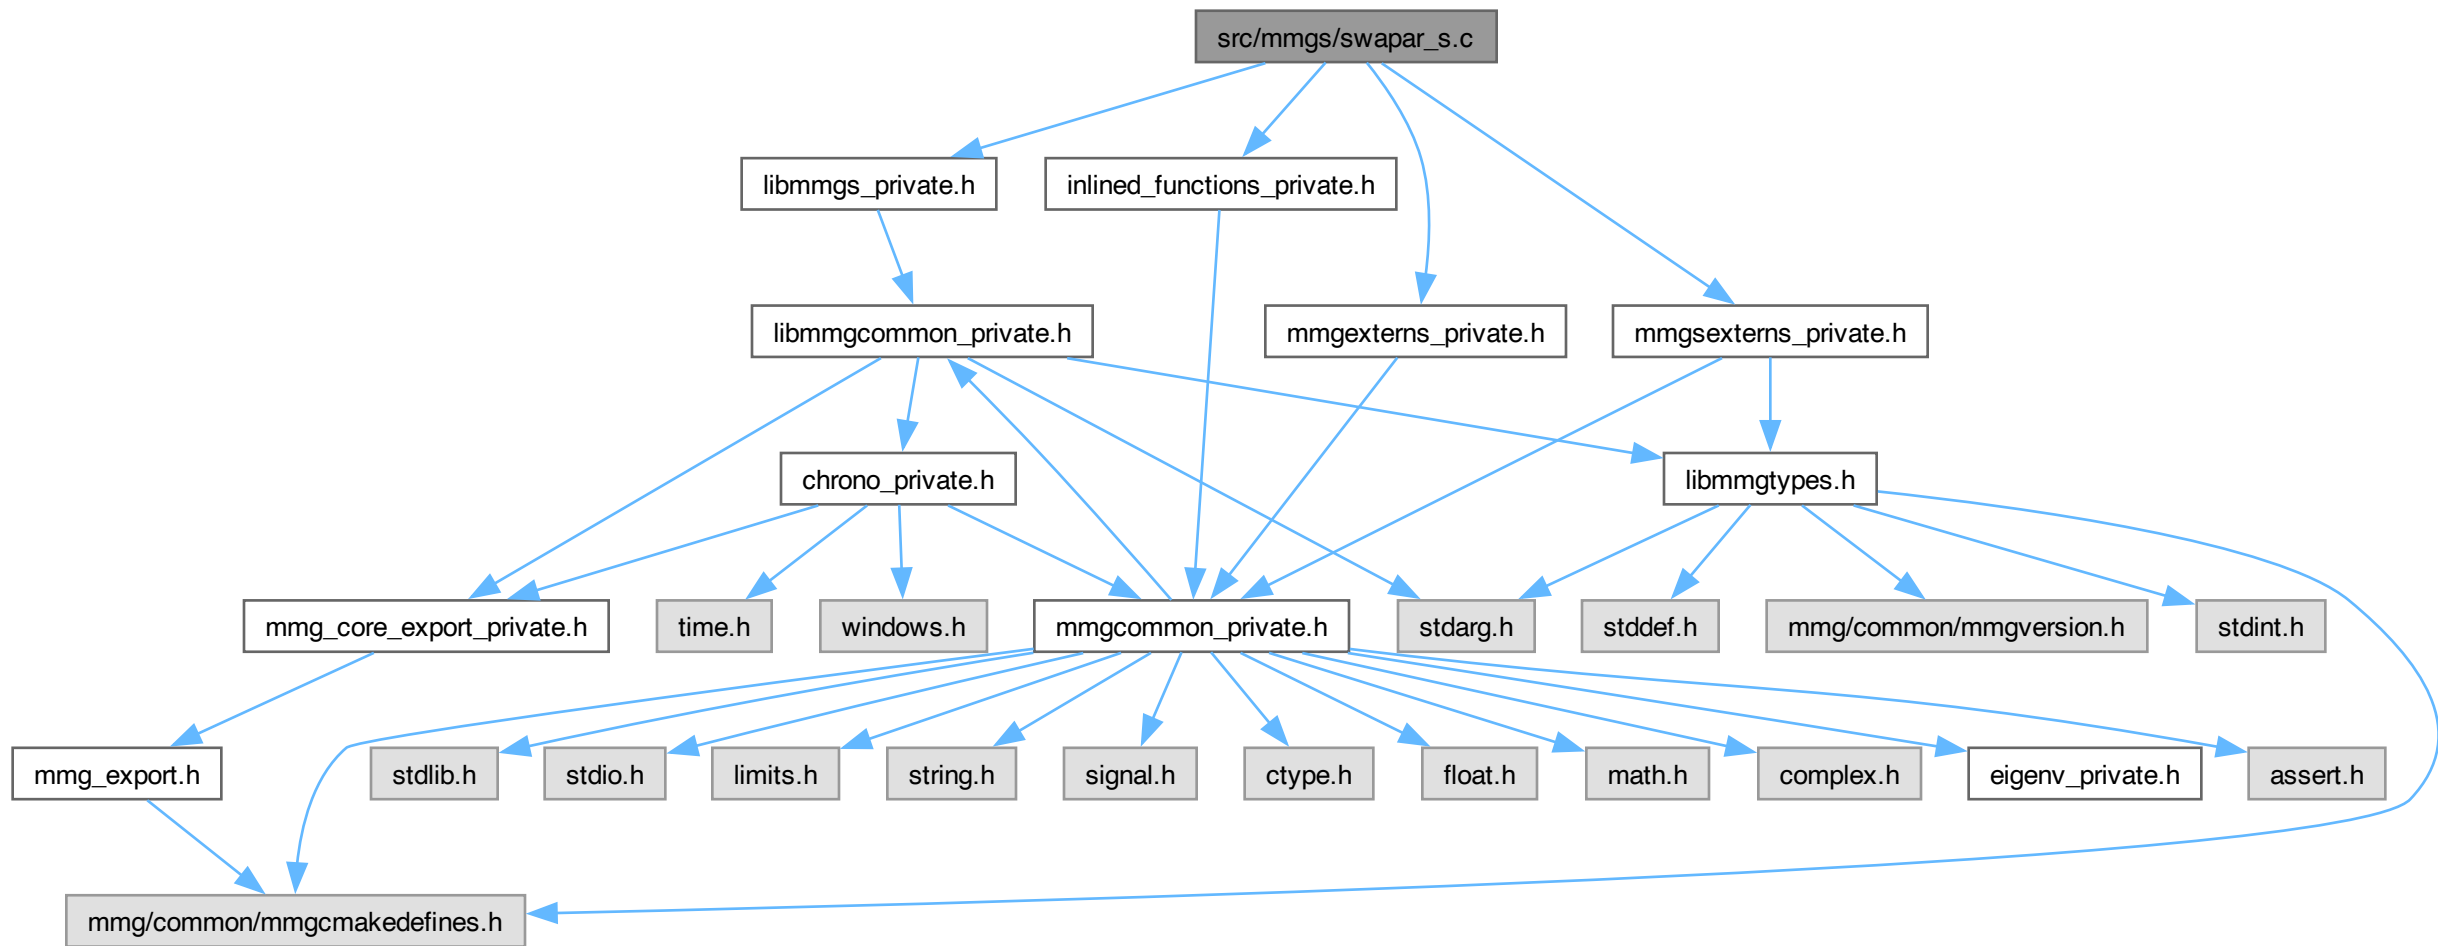 src/mmgs/swapar_s.c
libmmgs_private.h
inlined_functions_private.h
libmmgcommon_private.h
mmgexterns_private.h
mmgsexterns_private.h
chrono_private.h
libmmgtypes.h
mmg_core_export_private.h
time.h
windows.h
mmgcommon_private.h
stdarg.h
stddef.h
mmg/common/mmgversion.h
stdint.h
mmg_export.h
stdlib.h
stdio.h
limits.h
string.h
signal.h
ctype.h
float.h
math.h
complex.h
eigenv_private.h
assert.h
mmg/common/mmgcmakedefines.h